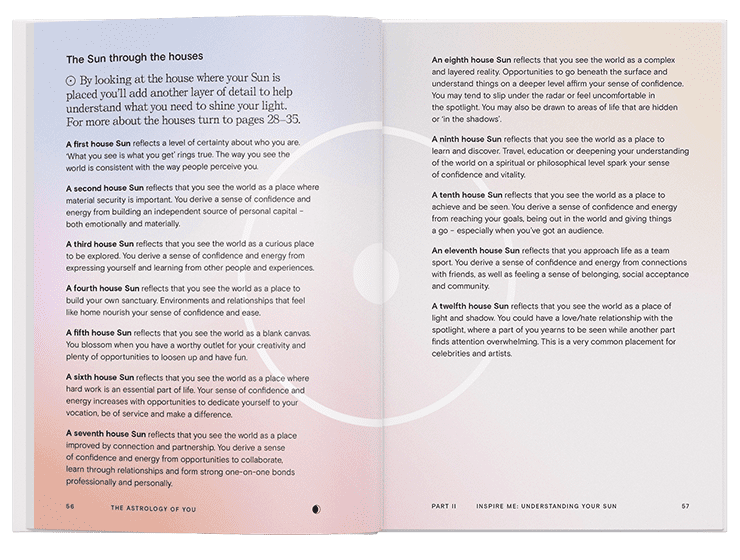 The Sun through the houses
☉ By looking at the house where your Sun is
placed you'll add another layer of detail to help
understand what you need to shine your light.
For more about the houses turn to pages 28–35.
A first house Sun reflects a level of certainty about who you are.
'What you see is what you get' rings true. The way you see the
world is consistent with the way people perceive you.
A second house Sun reflects that you see the world as a place where
material security is important. You derive a sense of confidence and
energy from building an independent source of personal capital –
both emotionally and materially.
A third house Sun reflects that you see the world as a curious place
to be explored. You derive a sense of confidence and energy from
expressing yourself and learning from other people and experiences.
A fourth house Sun reflects that you see the world as a place to
build your own sanctuary. Environments and relationships that feel
like home nourish your sense of confidence and ease.
A fifth house Sun reflects that you see the world as a blank canvas.
You blossom when you have a worthy outlet for your creativity and
plenty of opportunities to loosen up and have fun.
A sixth house Sun reflects that you see the world as a place where
hard work is an essential part of life. Your sense of confidence and
energy increases with opportunities to dedicate yourself to your
vocation, be of service and make a difference.
A seventh house Sun reflects that you see the world as a place
improved by connection and partnership. You derive a sense
of confidence and energy from opportunities to collaborate,
learn through relationships and form strong one-on-one bonds
professionally and personally.
56 THE ASTROLOGY OF YOU
An eighth house Sun reflects that you see the world as a complex
and layered reality. Opportunities to go beneath the surface and
understand things on a deeper level affirm your sense of confidence.
You may tend to slip under the radar or feel uncomfortable in
the spotlight. You may also be drawn to areas of life that are hidden
or 'in the shadows'.
A ninth house Sun reflects that you see the world as a place to
learn and discover. Travel, education or deepening your understanding
of the world on a spiritual or philosophical level spark your sense
of confidence and vitality.
A tenth house Sun reflects that you see the world as a place to
achieve and be seen. You derive a sense of confidence and energy
from reaching your goals, being out in the world and giving things
a go – especially when you've got an audience.
An eleventh house Sun reflects that you approach life as a team
sport. You derive a sense of confidence and energy from connections
with friends, as well as feeling a sense of belonging, social acceptance
and community.
A twelfth house Sun reflects that you see the world as a place of
light and shadow. You could have a love/hate relationship with the
spotlight, where a part of you yearns to be seen while another part
finds attention overwhelming. This is a very common placement for
celebrities and artists.
PART II INSPIRE ME: UNDERSTANDING YOUR SUN 57